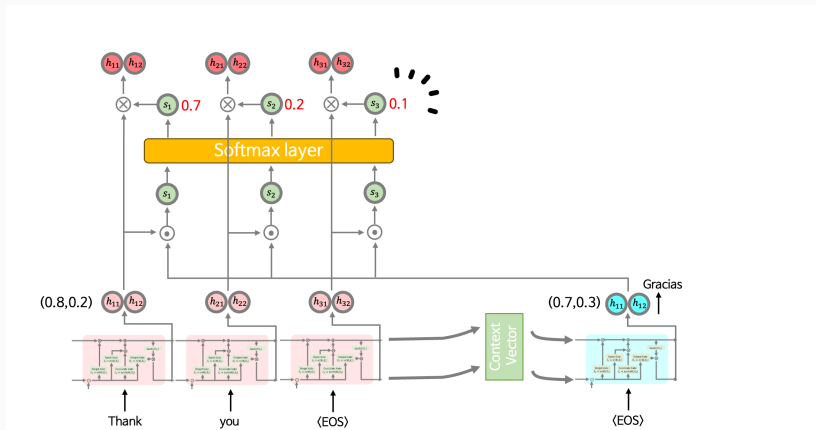 h₁₁ h₁₂ h₂₁ h₂₂ h₃₁ h₃₂
s₁ 0.7 s₂ 0.2 s₃ 0.1
Softmax layer
s₁ s₂ s₃
Gracias
(0.8,0.2) h₁₁ h₁₂ h₂₁ h₂₂ h₃₁ h₃₂ (0.7,0.3) h₁₁ h₁₂
Context
Vector
Thank you ⟨EOS⟩ ⟨EOS⟩